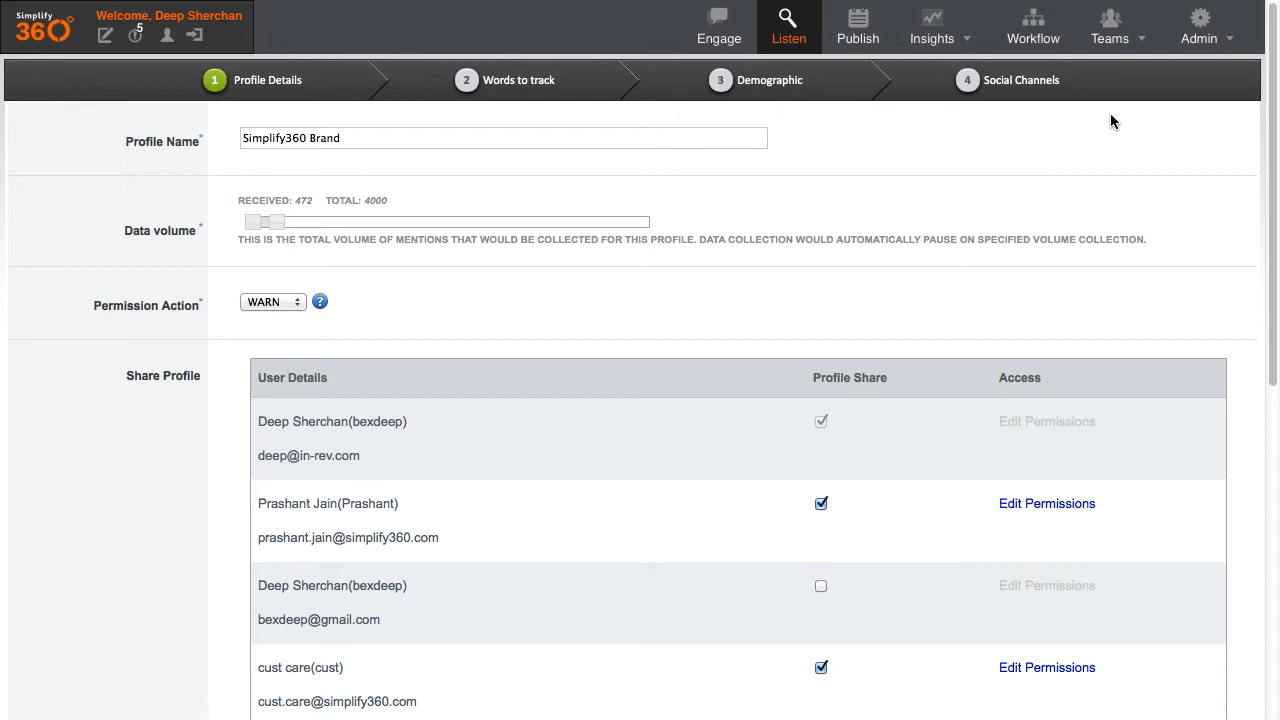 Simplify
360°
Welcome, Deep Sherchan
5
Engage
Listen
Publish
Insights
Workflow
Teams
Admin
1 Profile Details
2 Words to track
3 Demographic
4 Social Channels
Profile Name*
Simplify360 Brand
Data volume *
RECEIVED: 472 TOTAL: 4000
THIS IS THE TOTAL VOLUME OF MENTIONS THAT WOULD BE COLLECTED FOR THIS PROFILE. DATA COLLECTION WOULD AUTOMATICALLY PAUSE ON SPECIFIED VOLUME COLLECTION.
Permission Action*
WARN
?
Share Profile
User Details Profile Share Access
Deep Sherchan(bexdeep) Edit Permissions
deep@in-rev.com
Prashant Jain(Prashant) Edit Permissions
prashant.jain@simplify360.com
Deep Sherchan(bexdeep) Edit Permissions
bexdeep@gmail.com
cust care(cust) Edit Permissions
cust.care@simplify360.com